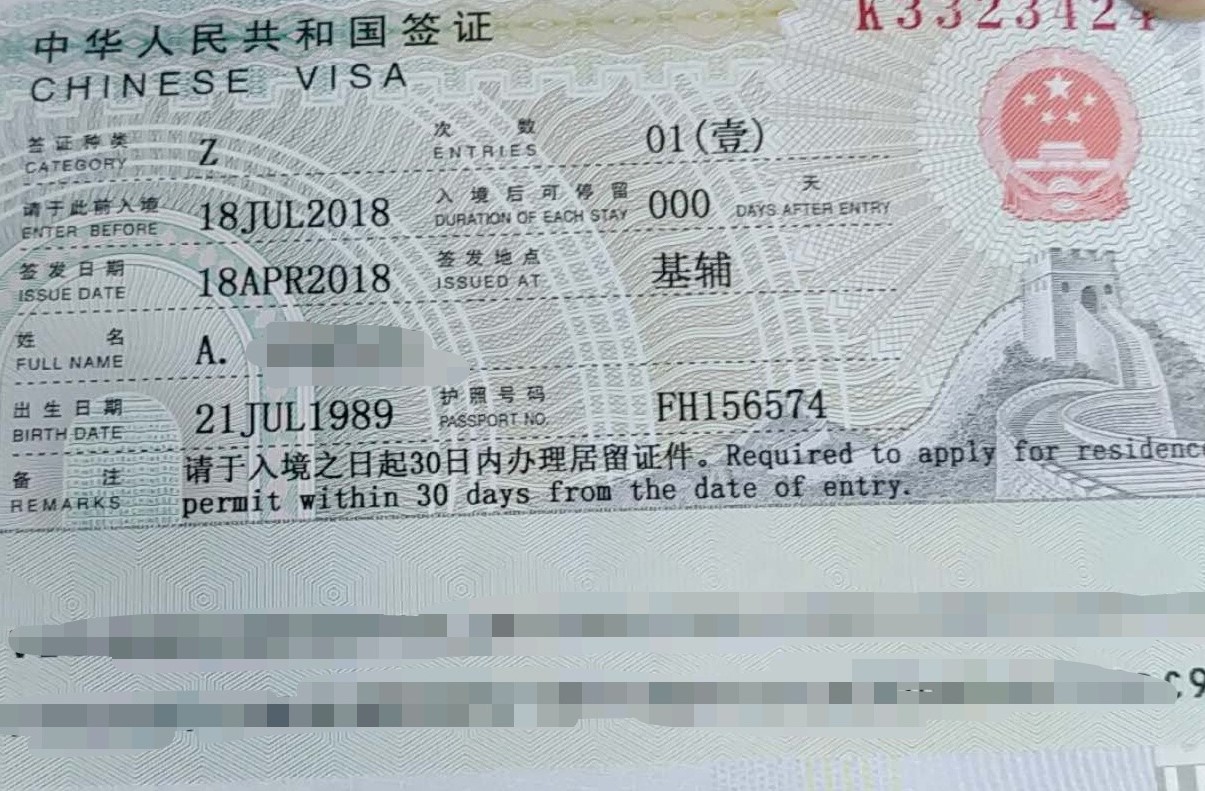 中华人民共和国签证 K3323424
CHINESE VISA
签证种类 CATEGORY Z 次数 ENTRIES 01(壹)
请于此前入境 ENTER BEFORE 18JUL2018 入境后可停留 DURATION OF EACH STAY 000 天 DAYS AFTER ENTRY
签发日期 ISSUE DATE 18APR2018 签发地点 ISSUED AT 基辅
姓名 FULL NAME A.
出生日期 BIRTH DATE 21JUL1989 护照号码 PASSPORT NO. FH156574
备注 REMARKS 请于入境之日起30日内办理居留证件。Required to apply for residence
permit within 30 days from the date of entry.